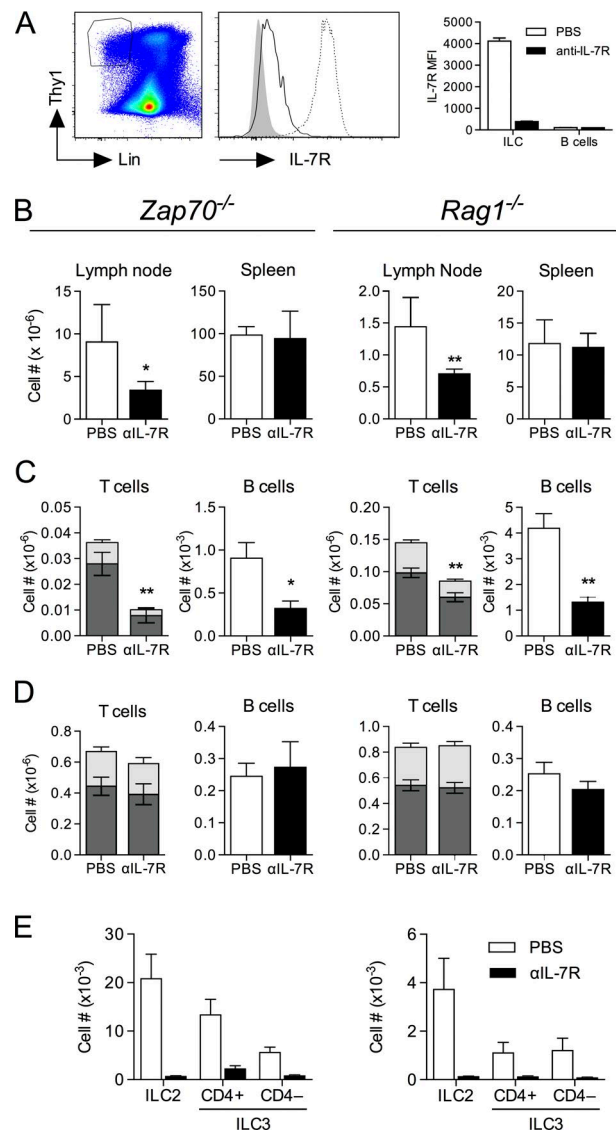 A
Thy1
Lin
IL-7R
IL-7R MFI
5000
4000
3000
2000
1000
0
ILC
B cells
PBS
anti-IL-7R
Zap70-/-
Rag1-/-
B
Lymph node
Spleen
Lymph Node
Spleen
Cell # (x 10-6)
15
10
5
0
PBS
αIL-7R
*
150
100
50
0
PBS
αIL-7R
2.0
1.5
1.0
0.5
0.0
PBS
αIL-7R
**
20
15
10
5
0
PBS
αIL-7R
C
T cells
B cells
T cells
B cells
Cell # (x10-6)
0.05
0.04
0.03
0.02
0.01
0.00
PBS
αIL-7R
**
Cell # (x10-3)
1.5
1.0
0.5
0.0
PBS
αIL-7R
*
Cell # (x10-6)
0.20
0.15
0.10
0.05
0.00
PBS
αIL-7R
**
Cell # (x10-3)
5
4
3
2
1
0
PBS
αIL-7R
**
D
T cells
B cells
T cells
B cells
Cell # (x10-6)
0.8
0.6
0.4
0.2
0.0
PBS
αIL-7R
0.4
0.3
0.2
0.1
0.0
PBS
αIL-7R
1.0
0.8
0.6
0.4
0.2
0.0
PBS
αIL-7R
0.4
0.3
0.2
0.1
0.0
PBS
αIL-7R
E
Cell # (x10-3)
30
20
10
0
ILC2
CD4+
CD4–
ILC3
Cell # (x10-3)
6
4
2
0
ILC2
CD4+
CD4–
ILC3
PBS
αIL-7R